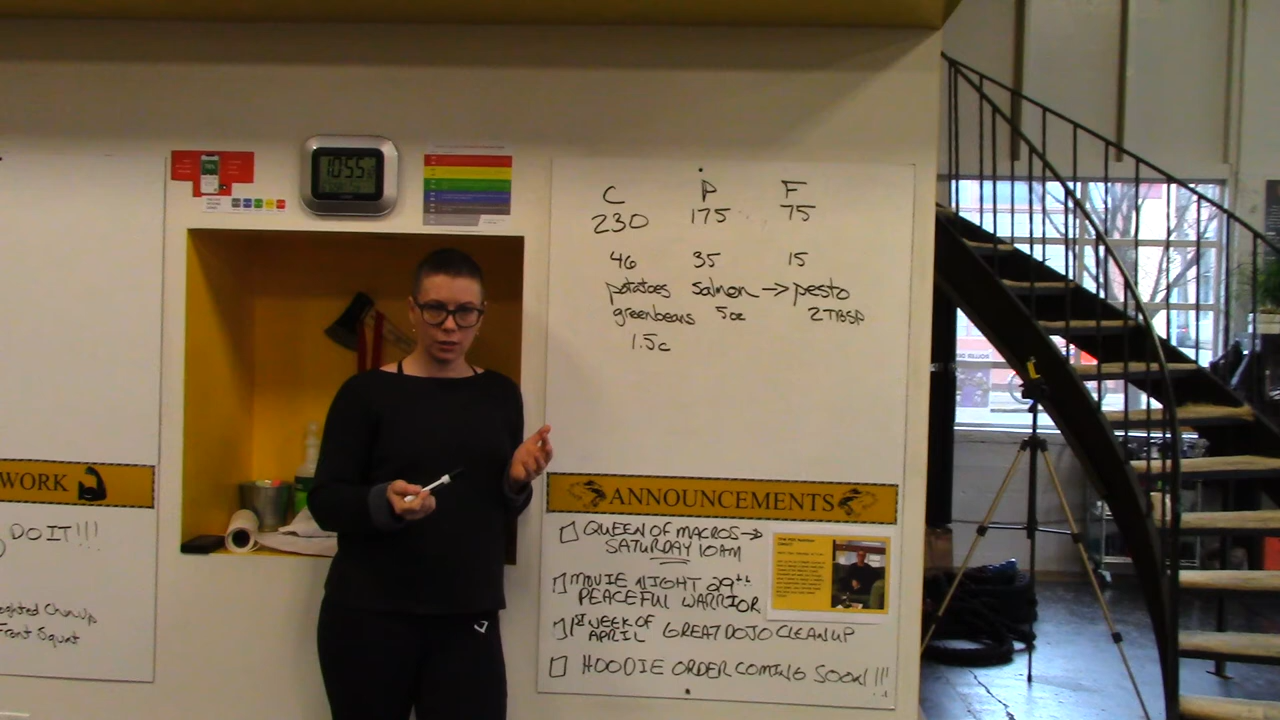 10:55
C P F
230 175 75
46 35 15
potatoes salmon → pesto
greenbeans 5oz 2TBSP
1.5c
WORK
DO IT!!!
Weighted Chinup
Front Squat
ANNOUNCEMENTS
QUEEN OF MACROS →
SATURDAY 10AM
MOVIE NIGHT 29th
PEACEFUL WARRIOR
1ST WEEK OF
APRIL GREAT DOJO CLEANUP
HOODIE ORDER COMING SOON!!!